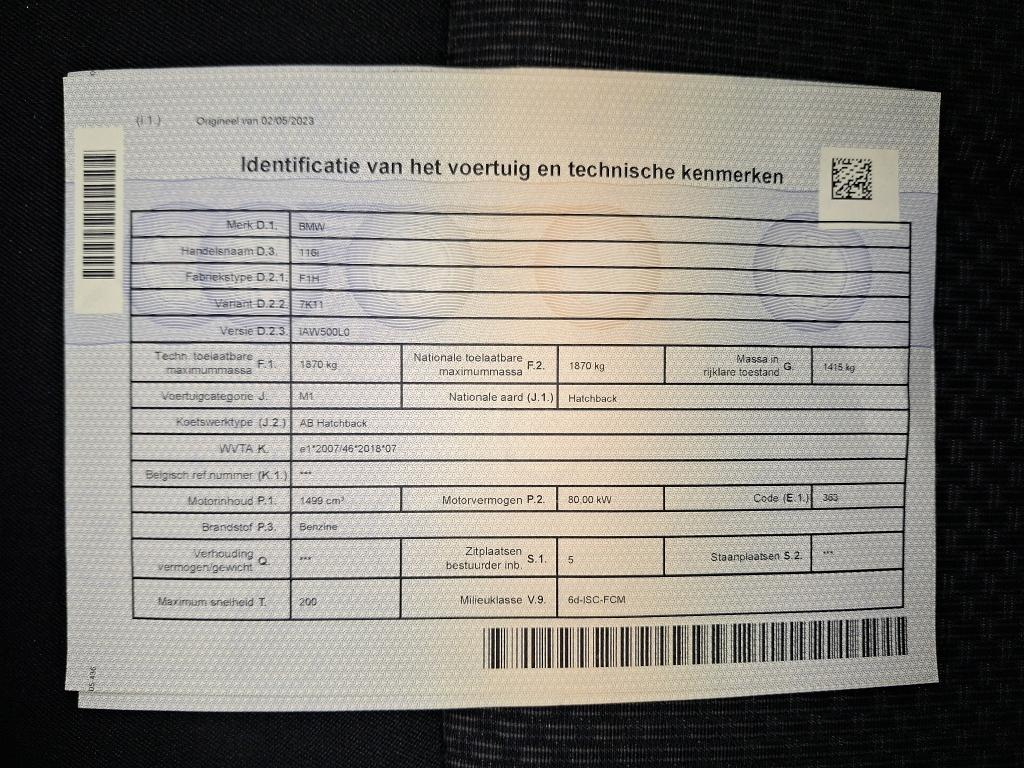 (I.1.) Origineel van 02/05/2023
Identificatie van het voertuig en technische kenmerken
Merk D.1. BMW
Handelsnaam D.3. 116i
Fabriekstype D.2.1. F1H
Variant D.2.2. 7K11
Versie D.2.3. IAW500L0
Techn. toelaatbare maximummassa F.1. 1870 kg Nationale toelaatbare maximummassa F.2. 1870 kg Massa in rijklare toestand G. 1415 kg
Voertuigcategorie J. M1 Nationale aard (J.1.) Hatchback
Koetswerktype (J.2.) AB Hatchback
WVTA K. e1*2007/46*2018*07
Belgisch ref.nummer (K.1.) ***
Motorinhoud P.1. 1499 cm³ Motorvermogen P.2. 80.00 kW Code (E.1.) 363
Brandstof P.3. Benzine
Verhouding vermogen/gewicht Q. *** Zitplaatsen bestuurder inb. S.1. 5 Staanplaatsen S.2. ***
Maximum snelheid T. 200 Milieuklasse V.9. 6d-ISC-FCM